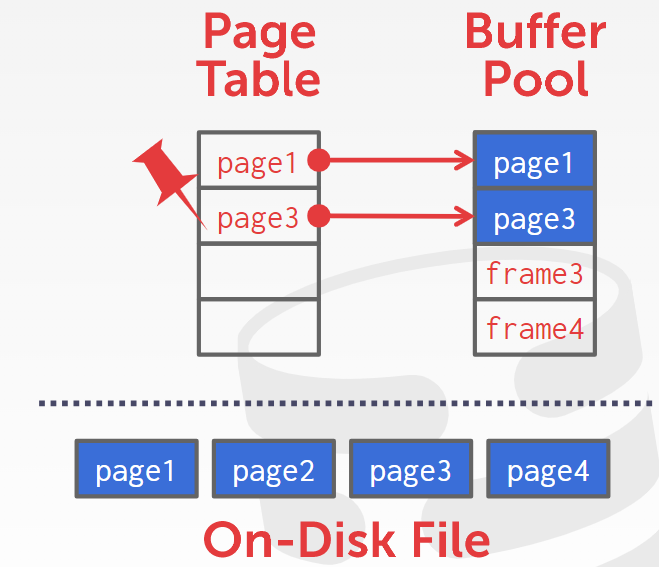 Page
Table
Buffer
Pool
page1
page1
page3
page3
frame3
frame4
page1 page2 page3 page4
On-Disk File